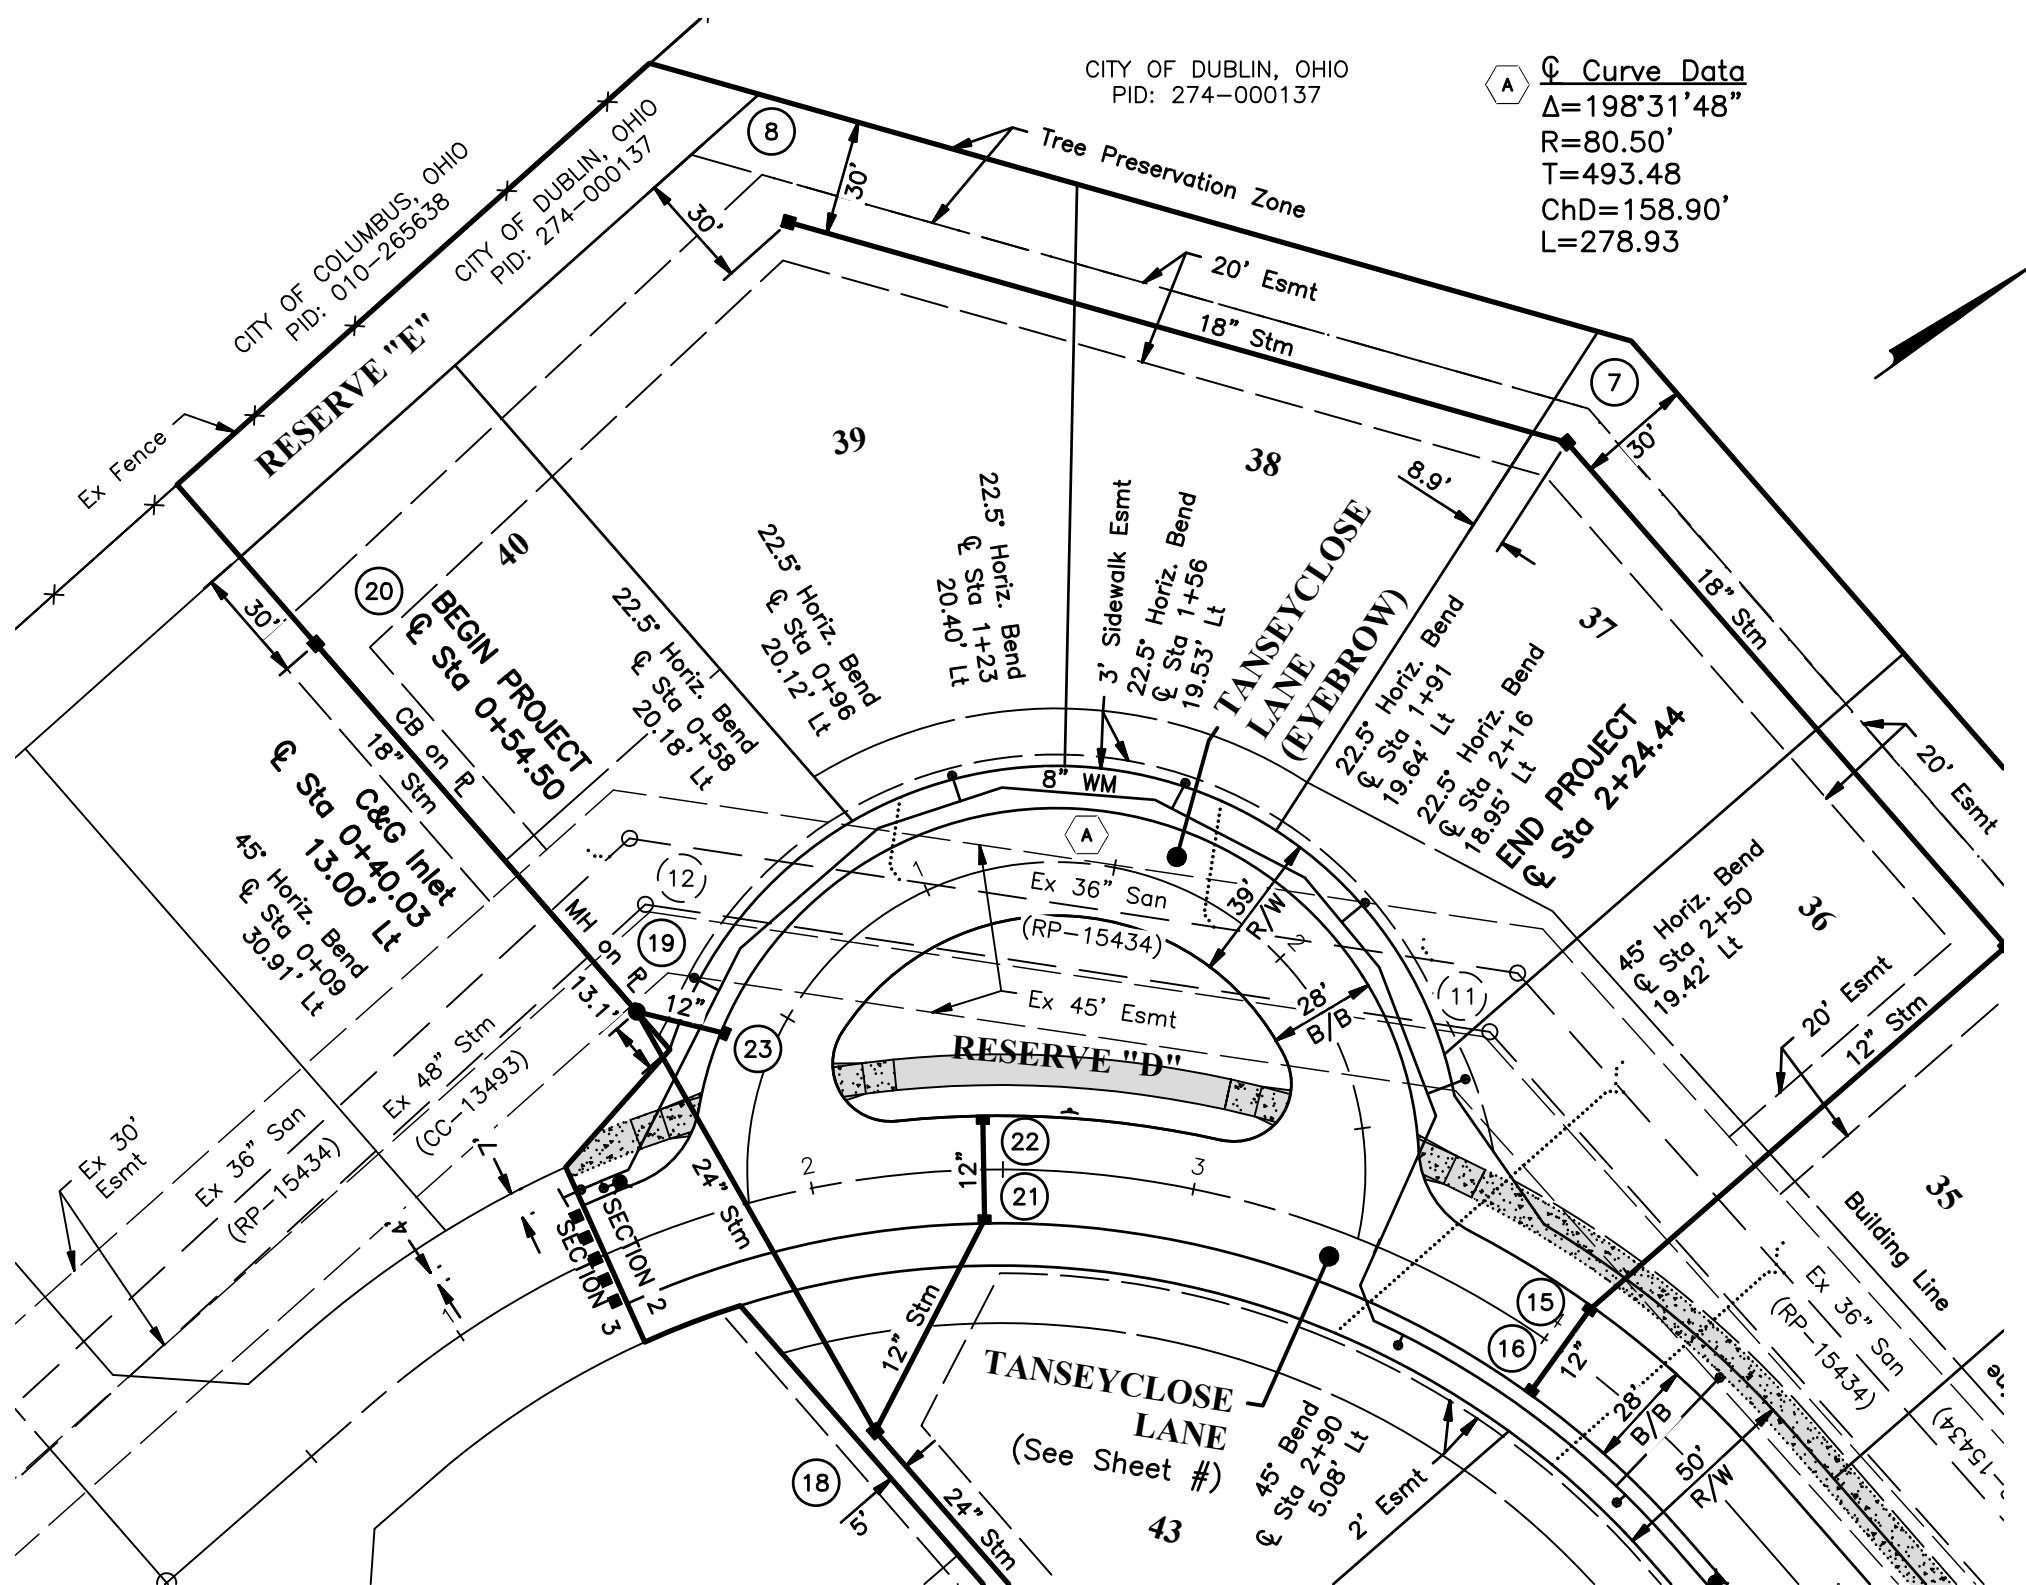 CITY OF DUBLIN, OHIO
PID: 274-000137
A
℄ Curve Data
Δ=198°31'48"
R=80.50'
T=493.48
ChD=158.90'
L=278.93
8
30'
Tree Preservation Zone
CITY OF COLUMBUS, OHIO
PID: 010-265638
CITY OF DUBLIN, OHIO
PID: 274-000137
30'
20' Esmt
18" Stm
RESERVE "E"
Ex Fence
7
30'
39
38
8.9'
40
20
30'
BEGIN PROJECT
℄ Sta 0+54.50
22.5° Horiz. Bend
℄ Sta 0+58
20.18' Lt
22.5° Horiz. Bend
℄ Sta 0+96
20.12' Lt
22.5° Horiz. Bend
℄ Sta 1+23
20.40' Lt
3' Sidewalk Esmt
22.5° Horiz. Bend
℄ Sta 1+56
19.53' Lt
TANSEYCLOSE
LANE
(EYEBROW)
22.5° Horiz. Bend
℄ Sta 1+91
19.64' Lt
22.5° Horiz. Bend
℄ Sta 2+16
18.95' Lt
END PROJECT
℄ Sta 2+24.44
37
18" Stm
20' Esmt
CB on ℙL
18" Stm
C&G Inlet
℄ Sta 0+40.03
13.00' Lt
45° Horiz. Bend
℄ Sta 0+09
30.91' Lt
MH on ℙL
8" WM
A
12
19
1
Ex 36" San
(RP-15434)
39'
R/W
2
11
45° Horiz. Bend
℄ Sta 2+50
19.42' Lt
36
20' Esmt
12" Stm
13.1'
12"
23
Ex 45' Esmt
28'
B/B
RESERVE "D"
Ex 48" Stm
(CC-13493)
Ex 36" San
(RP-15434)
Ex 30'
Esmt
2'
4'
1
24" Stm
22
21
12"
2
3
SECTION 2
SECTION 3
12" Stm
15
16
12"
35
Building Line
Ex 36" San
(RP-15434)
TANSEYCLOSE
LANE
(See Sheet #)
45° Bend
℄ Sta 2+90
5.08' Lt
2' Esmt
28'
B/B
50'
R/W
18
5'
24" Stm
43